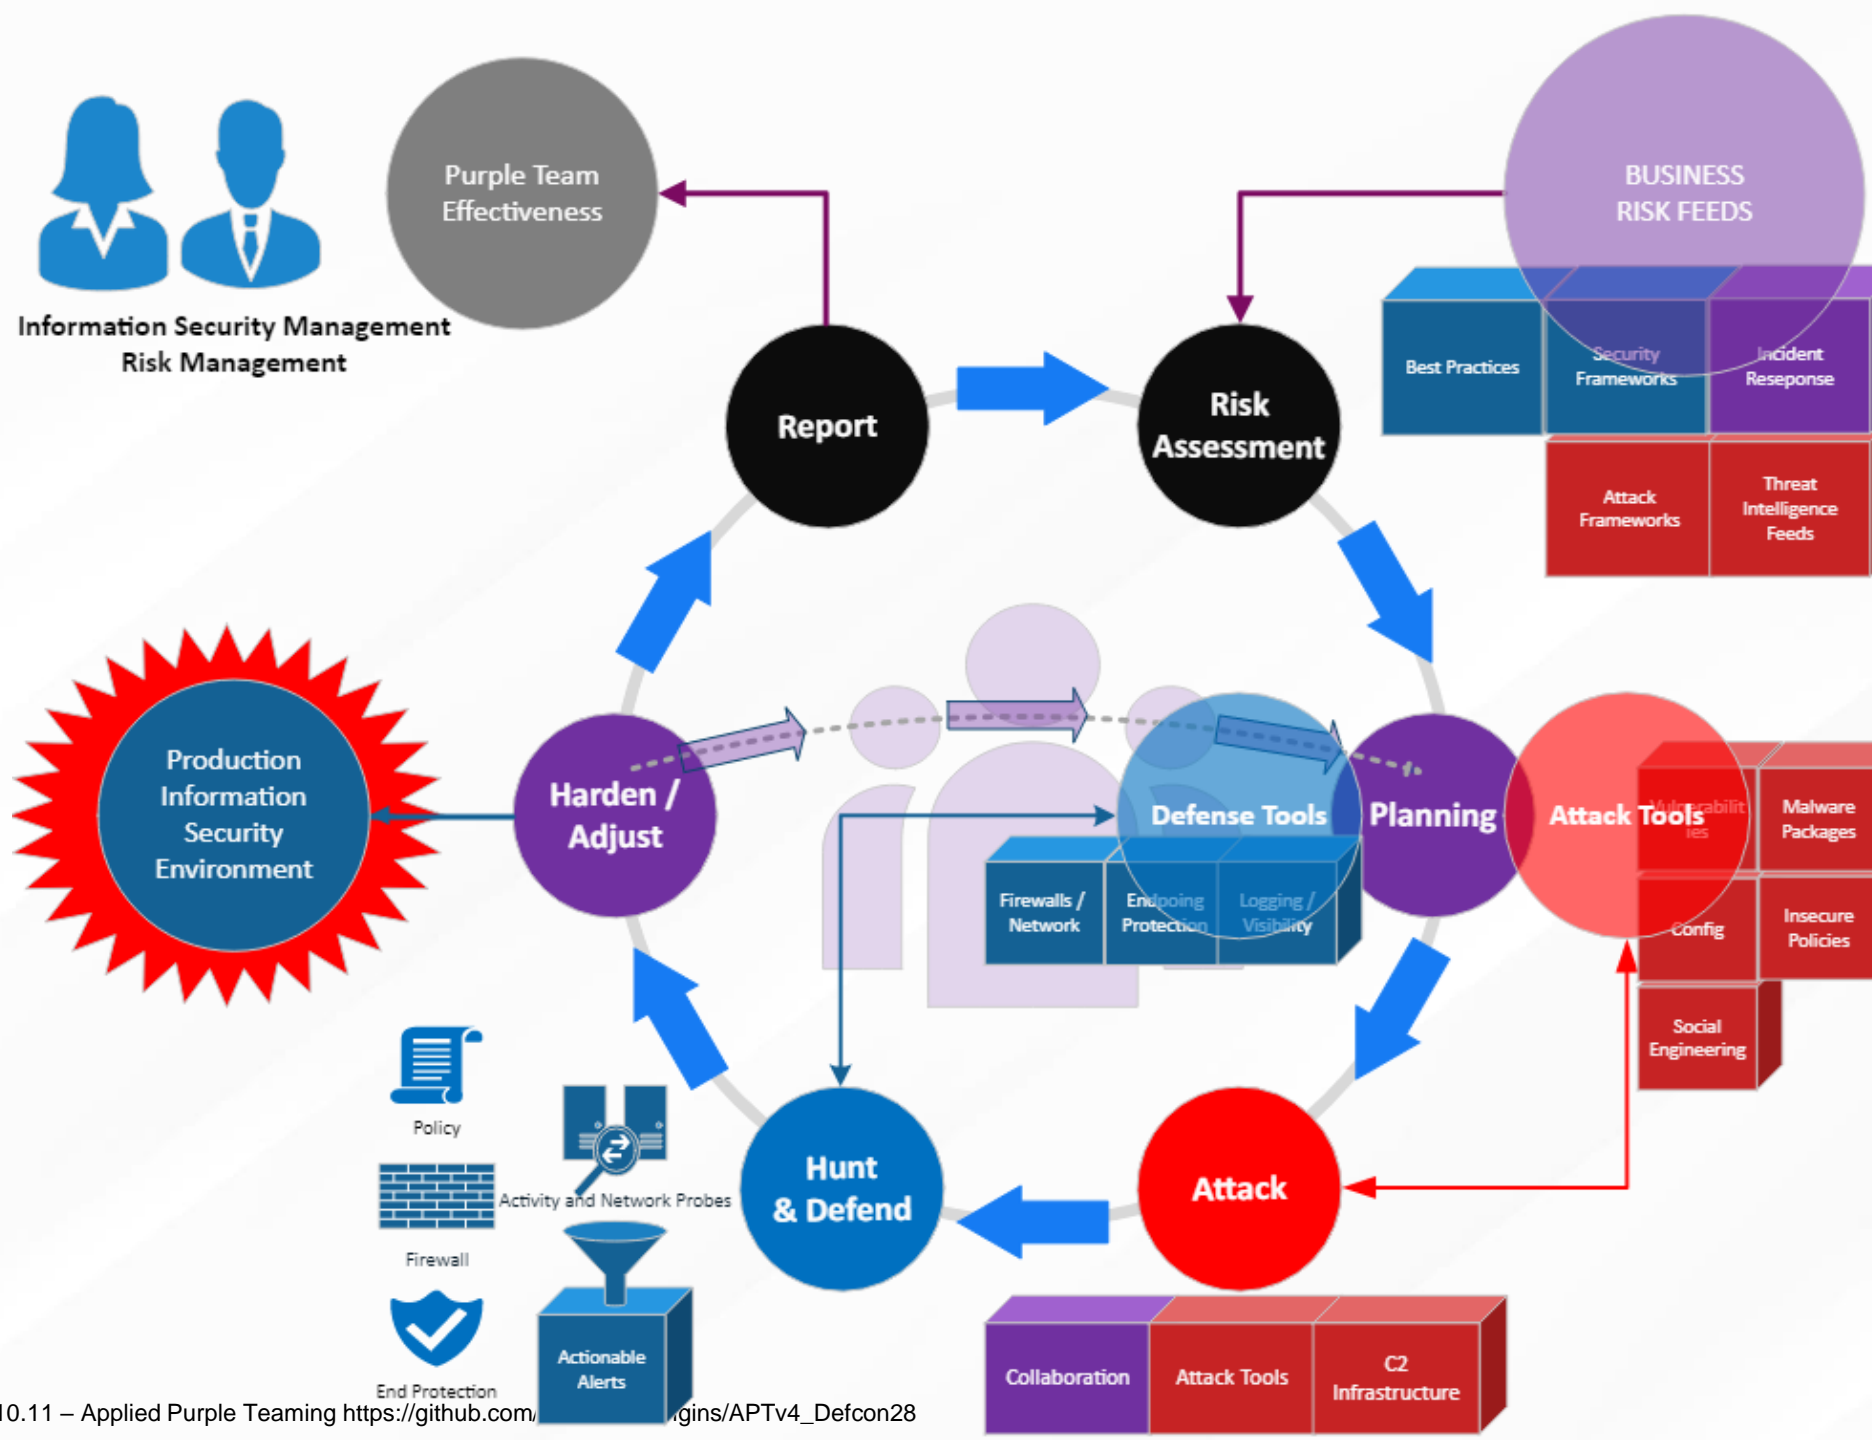 Purple Team
Effectiveness
BUSINESS
RISK FEEDS
Information Security Management
Risk Management
Best Practices
Security
Frameworks
Incident
Reseponse
Attack
Frameworks
Threat
Intelligence
Feeds
Report
Risk
Assessment
Production
Information
Security
Environment
Harden /
Adjust
Defense Tools
Planning
Attack Tools
Firewalls /
Network
Endpoing
Protection
Logging /
Visibility
Vulnerabilit
ies
Malware
Packages
Config
Insecure
Policies
Social
Engineering
Policy
Activity and Network Probes
Firewall
End Protection
Actionable
Alerts
Hunt
& Defend
Attack
Collaboration
Attack Tools
C2
Infrastructure
10.11 – Applied Purple Teaming https://github.com/ gins/APTv4_Defcon28